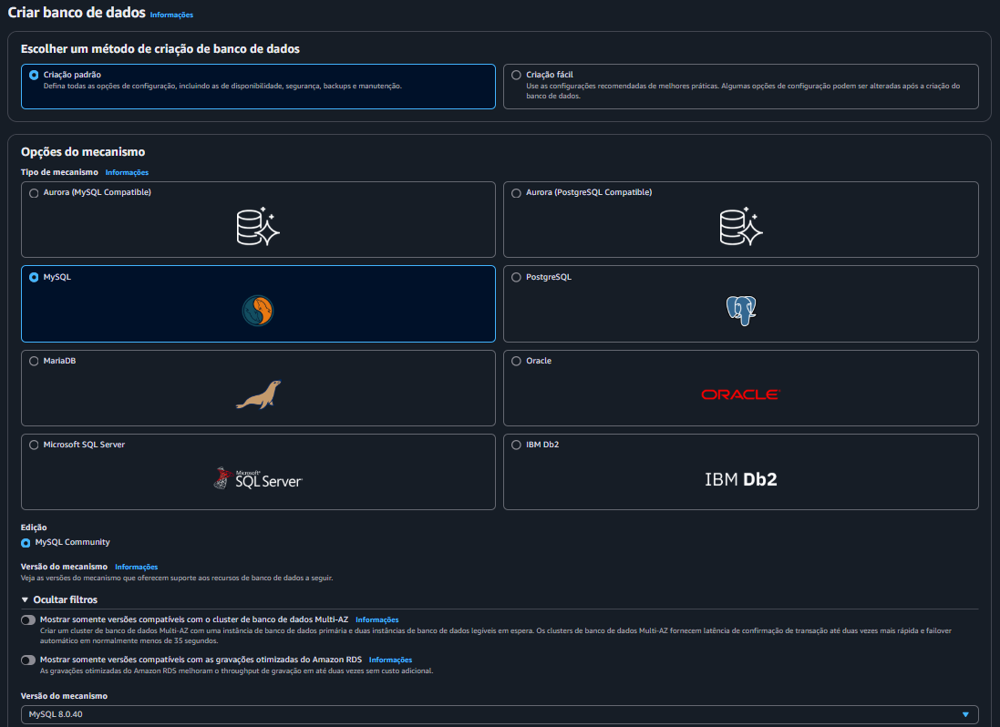 Criar banco de dados Informações
Escolher um método de criação de banco de dados
Criação padrão
Defina todas as opções de configuração, incluindo as de disponibilidade, segurança, backups e manutenção.
Criação fácil
Use as configurações recomendadas de melhores práticas. Algumas opções de configuração podem ser alteradas após a criação do
banco de dados.
Opções do mecanismo
Tipo de mecanismo Informações
Aurora (MySQL Compatible)
Aurora (PostgreSQL Compatible)
MySQL
PostgreSQL
MariaDB
Oracle
ORACLE
Microsoft SQL Server
Microsoft
SQL Server
IBM Db2
IBM Db2
Edição
MySQL Community
Versão do mecanismo Informações
Veja as versões do mecanismo que oferecem suporte aos recursos de banco de dados a seguir.
Ocultar filtros
Mostrar somente versões compatíveis com o cluster de banco de dados Multi-AZ Informações
Criar um cluster de banco de dados Multi-AZ com uma instância de banco de dados primária e duas instâncias de banco de dados legíveis em espera. Os clusters de banco de dados Multi-AZ fornecem latência de confirmação de transação até duas vezes mais rápida e failover
automático em normalmente menos de 35 segundos.
Mostrar somente versões compatíveis com as gravações otimizadas do Amazon RDS Informações
As gravações otimizadas do Amazon RDS melhoram o throughput de gravação em até duas vezes sem custo adicional.
Versão do mecanismo
MySQL 8.0.40